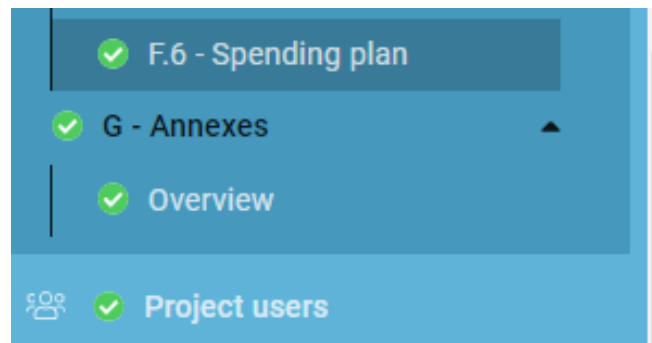 F.6 - Spending plan
G - Annexes
Overview
Project users